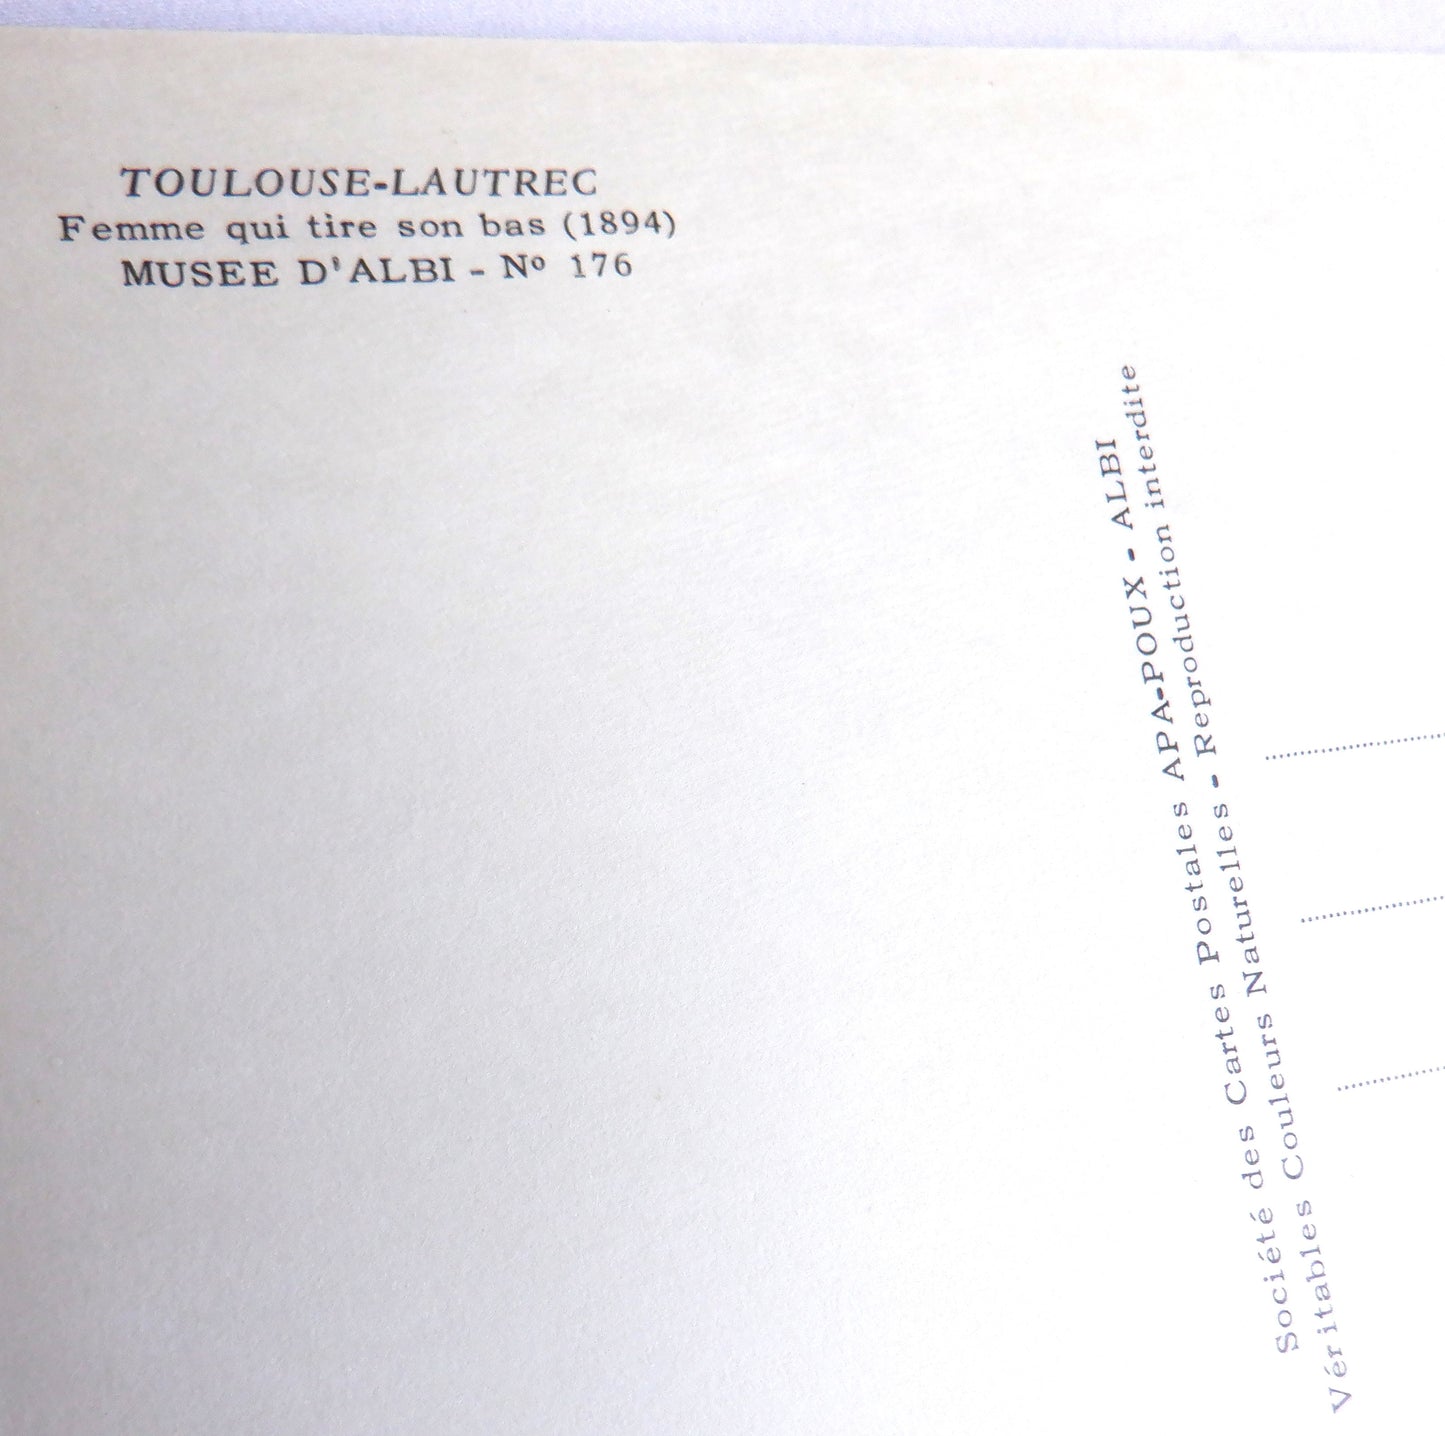 TOULOUSE-LAUTREC
Femme qui tire son bas (1894)
MUSEE D'ALBI - Nº 176
Société des Cartes Postales APA-POUX - ALBI
Véritables Couleurs Naturelles - Reproduction interdite